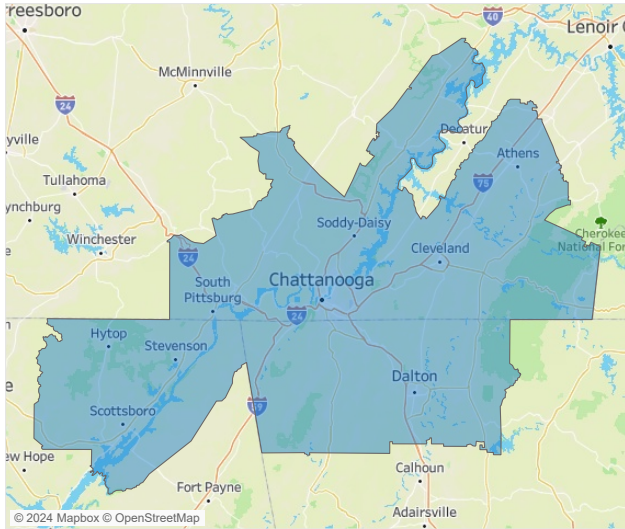 reesboro
40
Lenoir C
McMinnville
24
yville
Decatur
Athens
Tullahoma
75
ynchburg
Soddy-Daisy
Cherokee
National For
Winchester
e
24
Cleveland
South
Pittsburg
Chattanooga
24
n
Hytop
Stevenson
e
Dalton
59
Scottsboro
ew Hope
Calhoun
Fort Payne
Adairsville
© 2024 Mapbox © OpenStreetMap